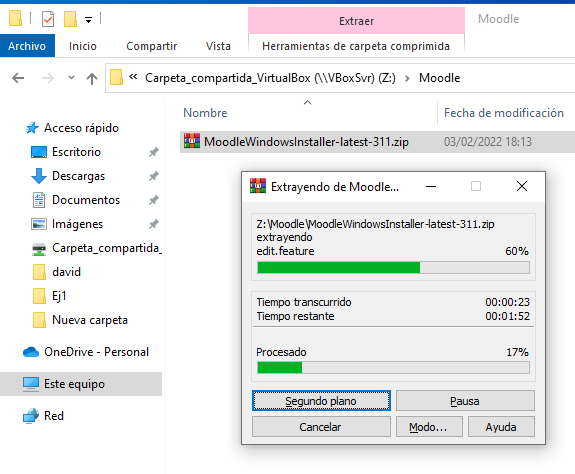 Extraer
Moodle
Archivo
Inicio
Compartir
Vista
Herramientas de carpeta comprimida
Carpeta_compartida_VirtualBox (\\VBoxSvr) (Z:)
Moodle
Nombre
Fecha de modificación
MoodleWindowsInstaller-latest-311.zip
03/02/2022 18:13
Acceso rápido
Escritorio
Descargas
Documentos
Imágenes
Carpeta_compartida_
david
Ej1
Nueva carpeta
OneDrive - Personal
Este equipo
Red
Extrayendo de Moodle...
Z:\Moodle\MoodleWindowsInstaller-latest-311.zip
extrayendo
edit.feature 60%
Tiempo transcurrido 00:00:23
Tiempo restante 00:01:52
Procesado 17%
Segundo plano
Pausa
Cancelar
Modo...
Ayuda